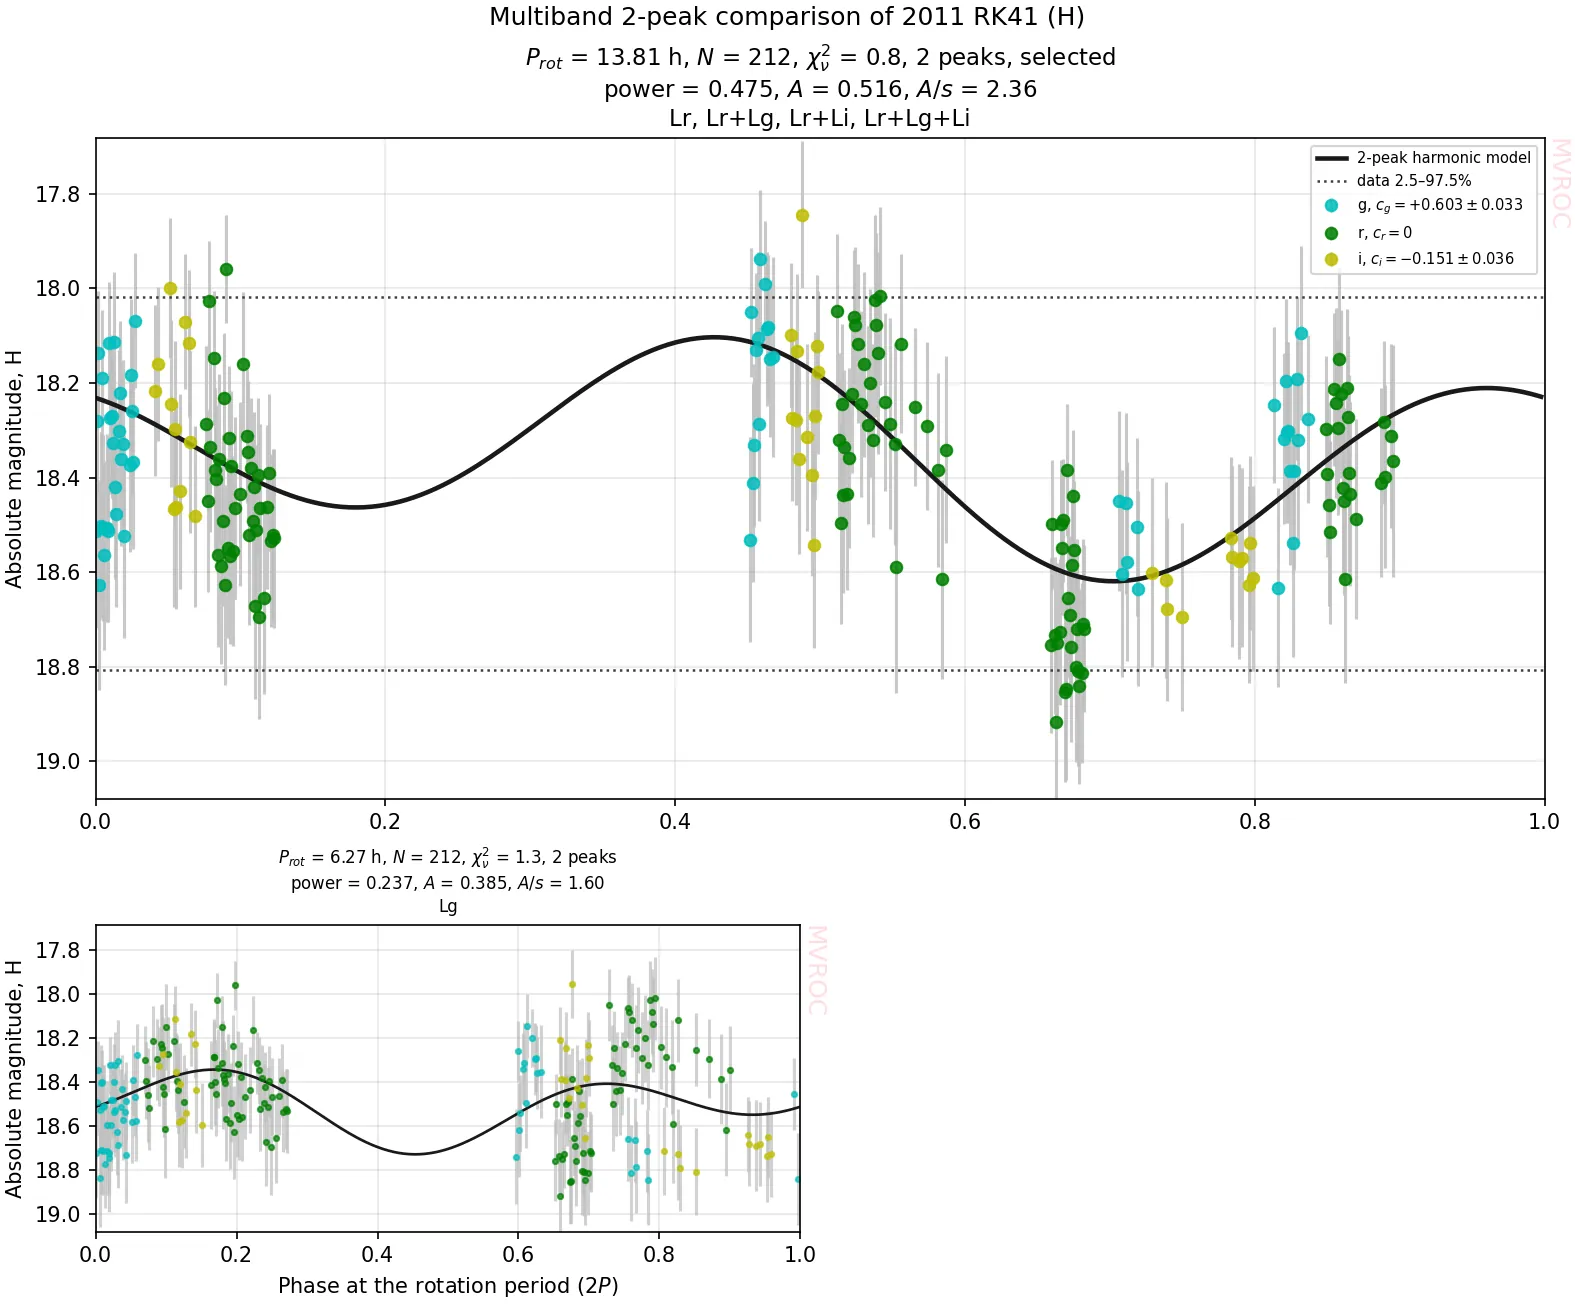 Multiband 2-peak comparison of 2011 RK41 (H)
P_rot = 13.81 h, N = 212, χ²_ν = 0.8, 2 peaks, selected
power = 0.475, A = 0.516, A/s = 2.36
Lr, Lr+Lg, Lr+Li, Lr+Lg+Li
2-peak harmonic model
data 2.5–97.5%
g, c_g = +0.603 ± 0.033
r, c_r = 0
i, c_i = −0.151 ± 0.036
MVROC
Absolute magnitude, H
17.8
18.0
18.2
18.4
18.6
18.8
19.0
0.0 0.2 0.4 0.6 0.8 1.0
P_rot = 6.27 h, N = 212, χ²_ν = 1.3, 2 peaks
power = 0.237, A = 0.385, A/s = 1.60
Lg
MVROC
Absolute magnitude, H
17.8
18.0
18.2
18.4
18.6
18.8
19.0
0.0 0.2 0.4 0.6 0.8 1.0
Phase at the rotation period (2P)